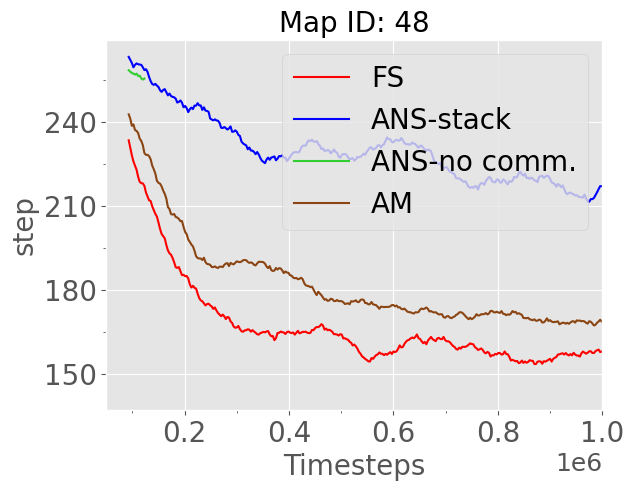 Map ID: 48
FS
ANS-stack
ANS-no comm.
AM
step
240
210
180
150
0.2 0.4 0.6 0.8 1.0
Timesteps
1e6